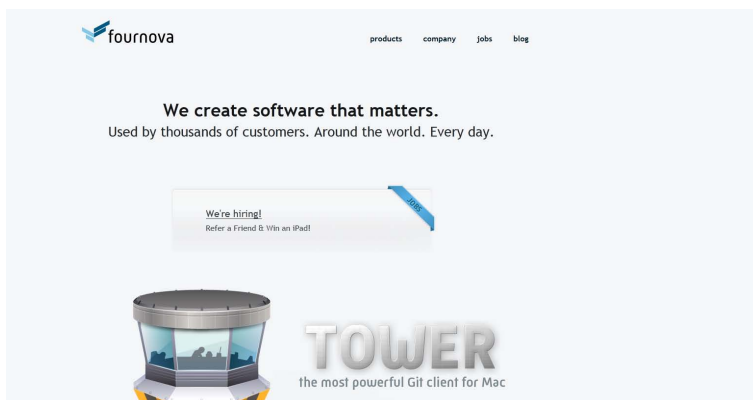 fournova
products company jobs blog
We create software that matters.
Used by thousands of customers. Around the world. Every day.
JOBS
We're hiring!
Refer a Friend & Win an iPad!
TOWER
the most powerful Git client for Mac